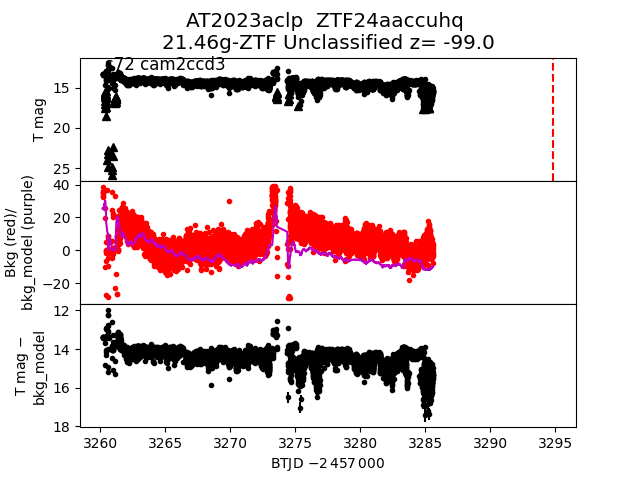 AT2023aclp  ZTF24aaccuhq
21.46g-ZTF Unclassified z= -99.0
72 cam2ccd3
T mag
15
20
25
Bkg (red)/
bkg_model (purple)
40
20
0
−20
T mag −
bkg_model
12
14
16
18
3260 3265 3270 3275 3280 3285 3290 3295
BTJD −2 457 000